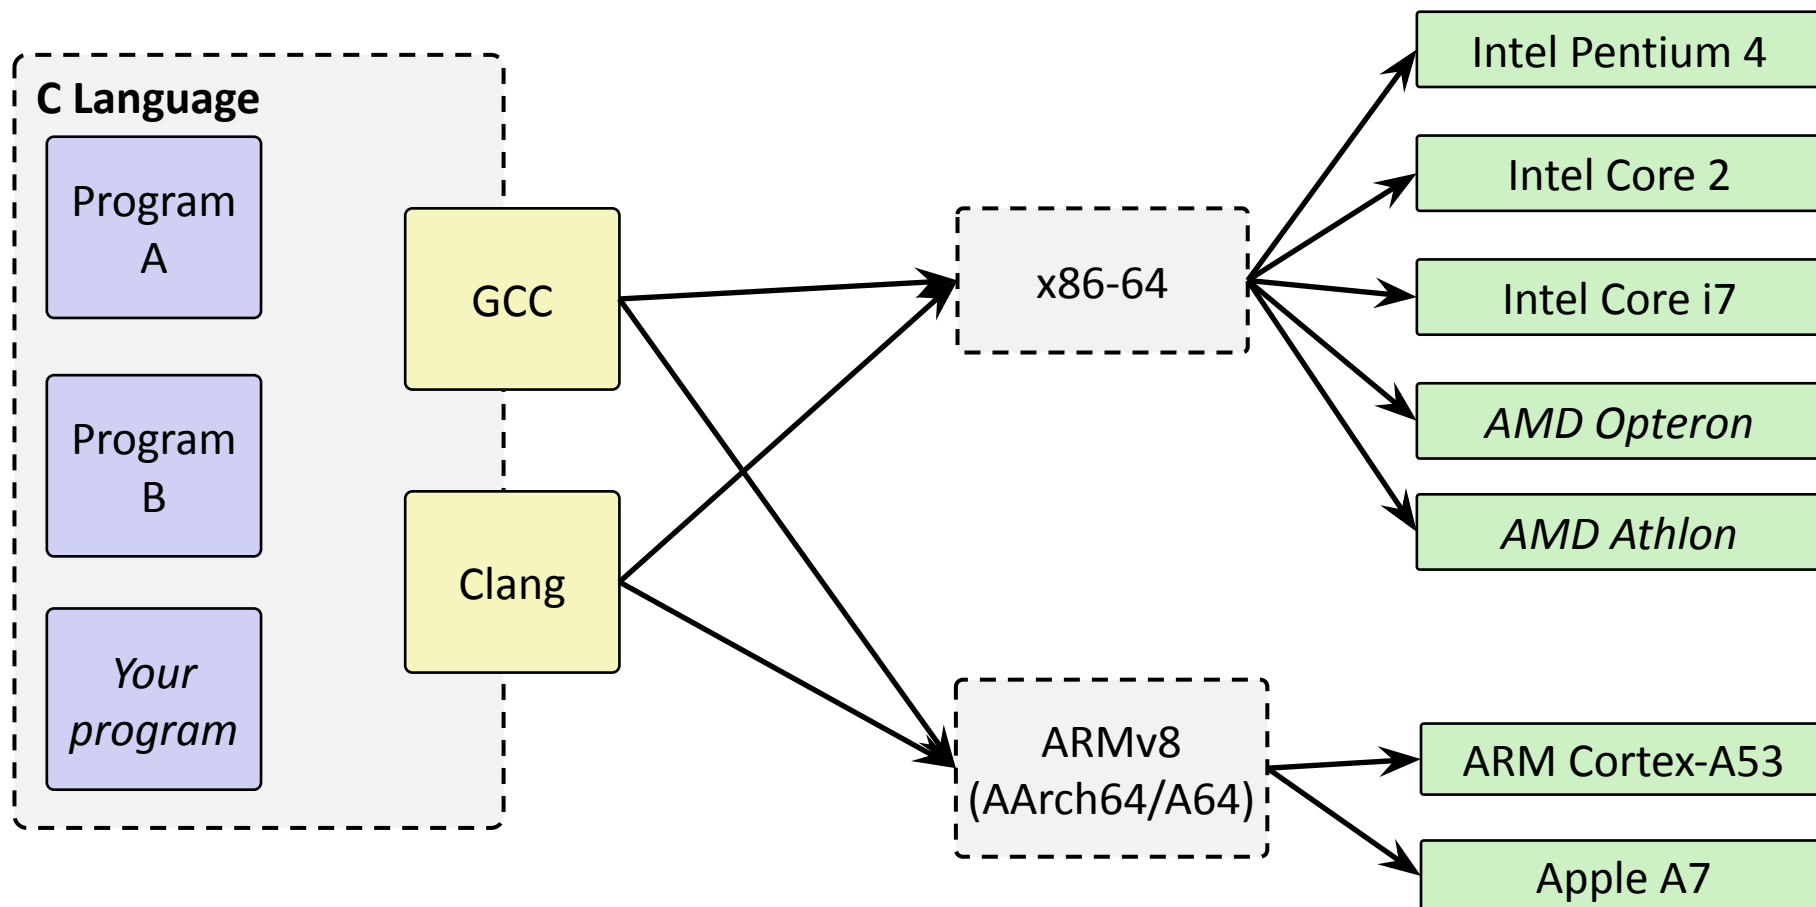 C Language
Program
A
Program
B
Your
program
GCC
Clang
x86-64
ARMv8
(AArch64/A64)
Intel Pentium 4
Intel Core 2
Intel Core i7
AMD Opteron
AMD Athlon
ARM Cortex-A53
Apple A7